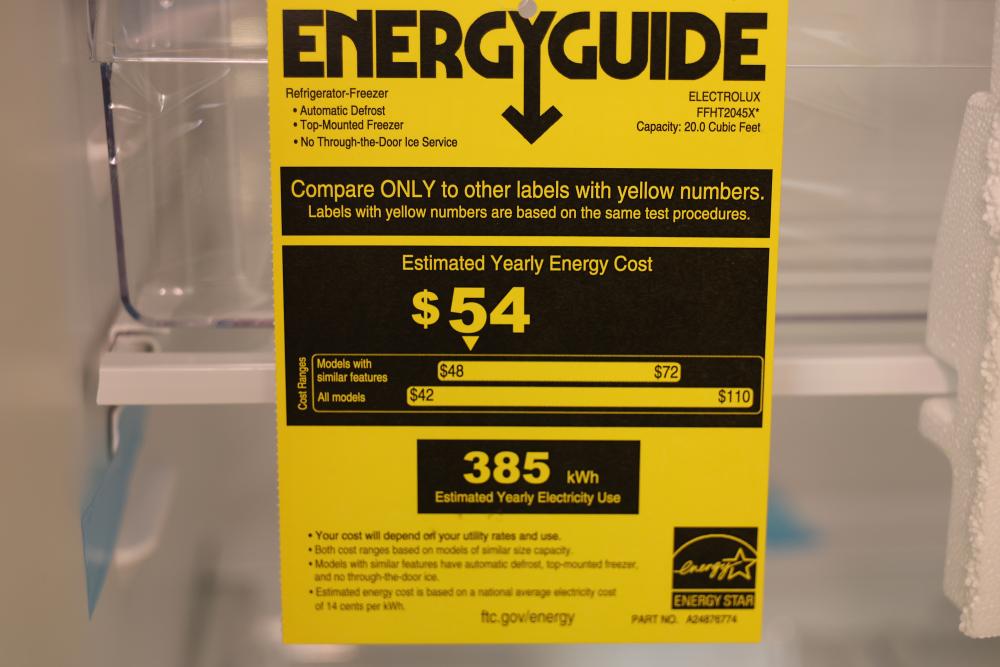 ENERGYGUIDE
Refrigerator-Freezer
• Automatic Defrost
• Top-Mounted Freezer
• No Through-the-Door Ice Service
ELECTROLUX
FFHT2045X*
Capacity: 20.0 Cubic Feet
Compare ONLY to other labels with yellow numbers.
Labels with yellow numbers are based on the same test procedures.
Estimated Yearly Energy Cost
$54
Cost Ranges
Models with
similar features
$48 $72
All models
$42 $110
385 kWh
Estimated Yearly Electricity Use
• Your cost will depend on your utility rates and use.
• Both cost ranges based on models of similar size capacity.
• Models with similar features have automatic defrost, top-mounted freezer,
and no through-the-door ice.
• Estimated energy cost is based on a national average electricity cost
of 14 cents per kWh.
ftc.gov/energy
energy
ENERGY STAR
PART NO. A24876774